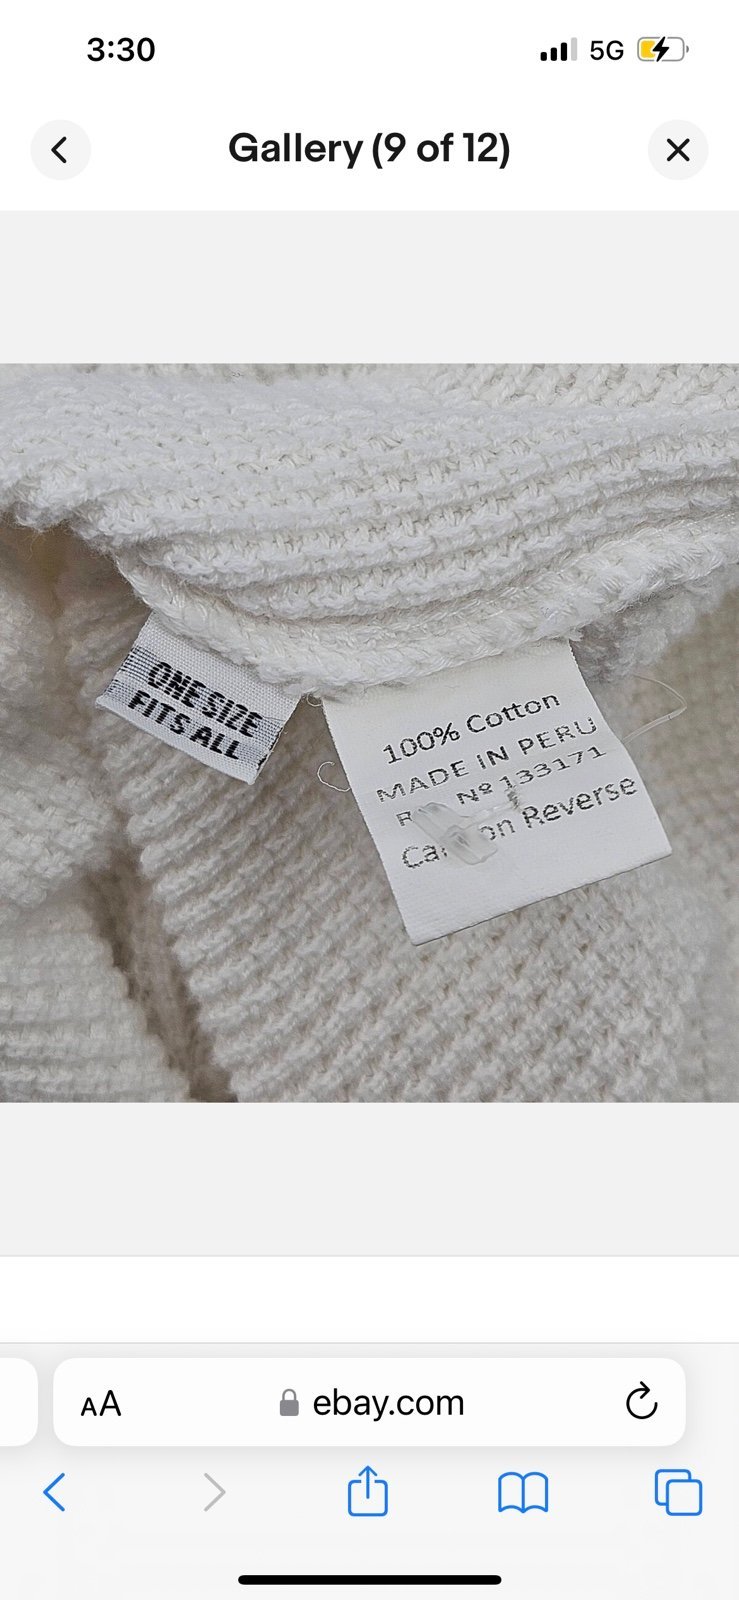 3:30
5G
Gallery (9 of 12)
ONE SIZE
FITS ALL
100% Cotton
MADE IN PERU
Nº 133171
Reverse
AA
ebay.com